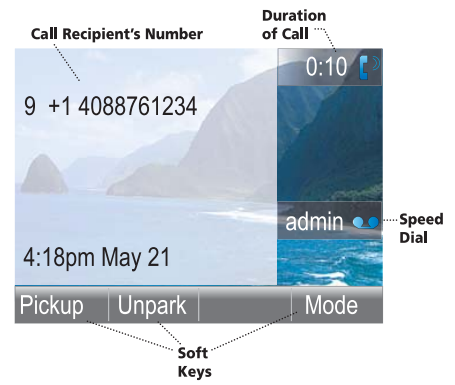 Call Recipient's Number
Duration
of Call
0:10
9 +1 4088761234
admin
Speed
Dial
4:18pm May 21
Pickup Unpark Mode
Soft
Keys